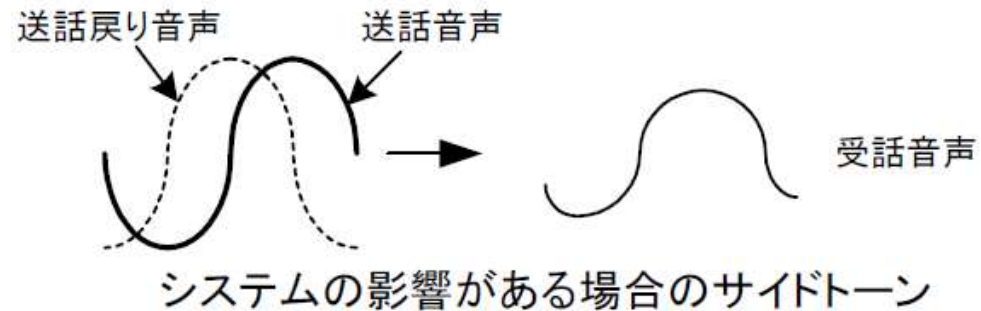 送話戻り音声
送話音声
受話音声
システムの影響がある場合のサイドトーン